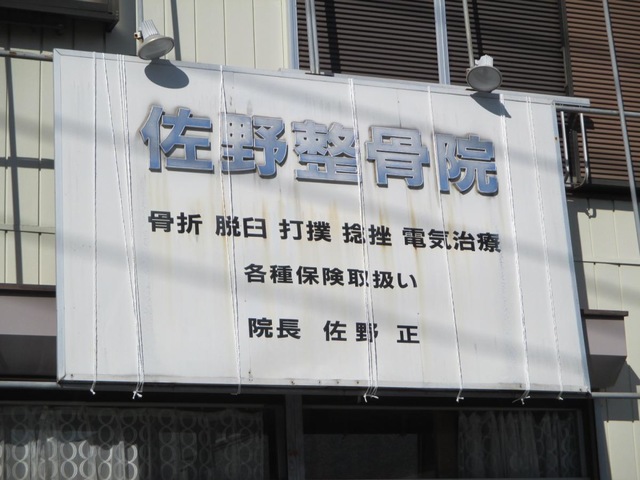 佐野整骨院
骨折 脱臼 打撲 捻挫 電気治療
各種保険取扱い
院長 佐野 正